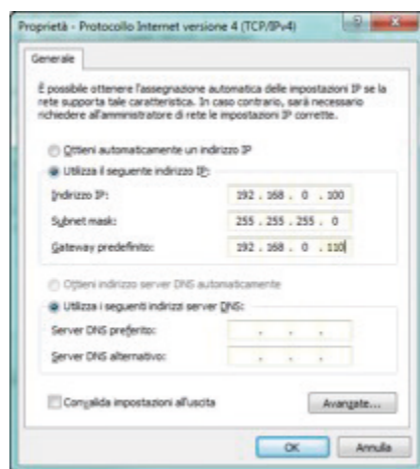 Proprietà - Protocollo Internet versione 4 (TCP/IPv4)
Generale
È possibile ottenere l'assegnazione automatica delle impostazioni IP se la
rete supporta tale caratteristica. In caso contrario, sarà necessario
richiedere all'amministratore di rete le impostazioni IP corrette.
Ottieni automaticamente un indirizzo IP
Utilizza il seguente indirizzo IP:
Indirizzo IP: 192 . 168 . 0 . 100
Subnet mask: 255 . 255 . 255 . 0
Gateway predefinito: 192 . 168 . 0 . 110
Ottieni indirizzo server DNS automaticamente
Utilizza i seguenti indirizzi server DNS:
Server DNS preferito: . . .
Server DNS alternativo: . . .
Convalida impostazioni all'uscita
Avanzate...
OK Annulla